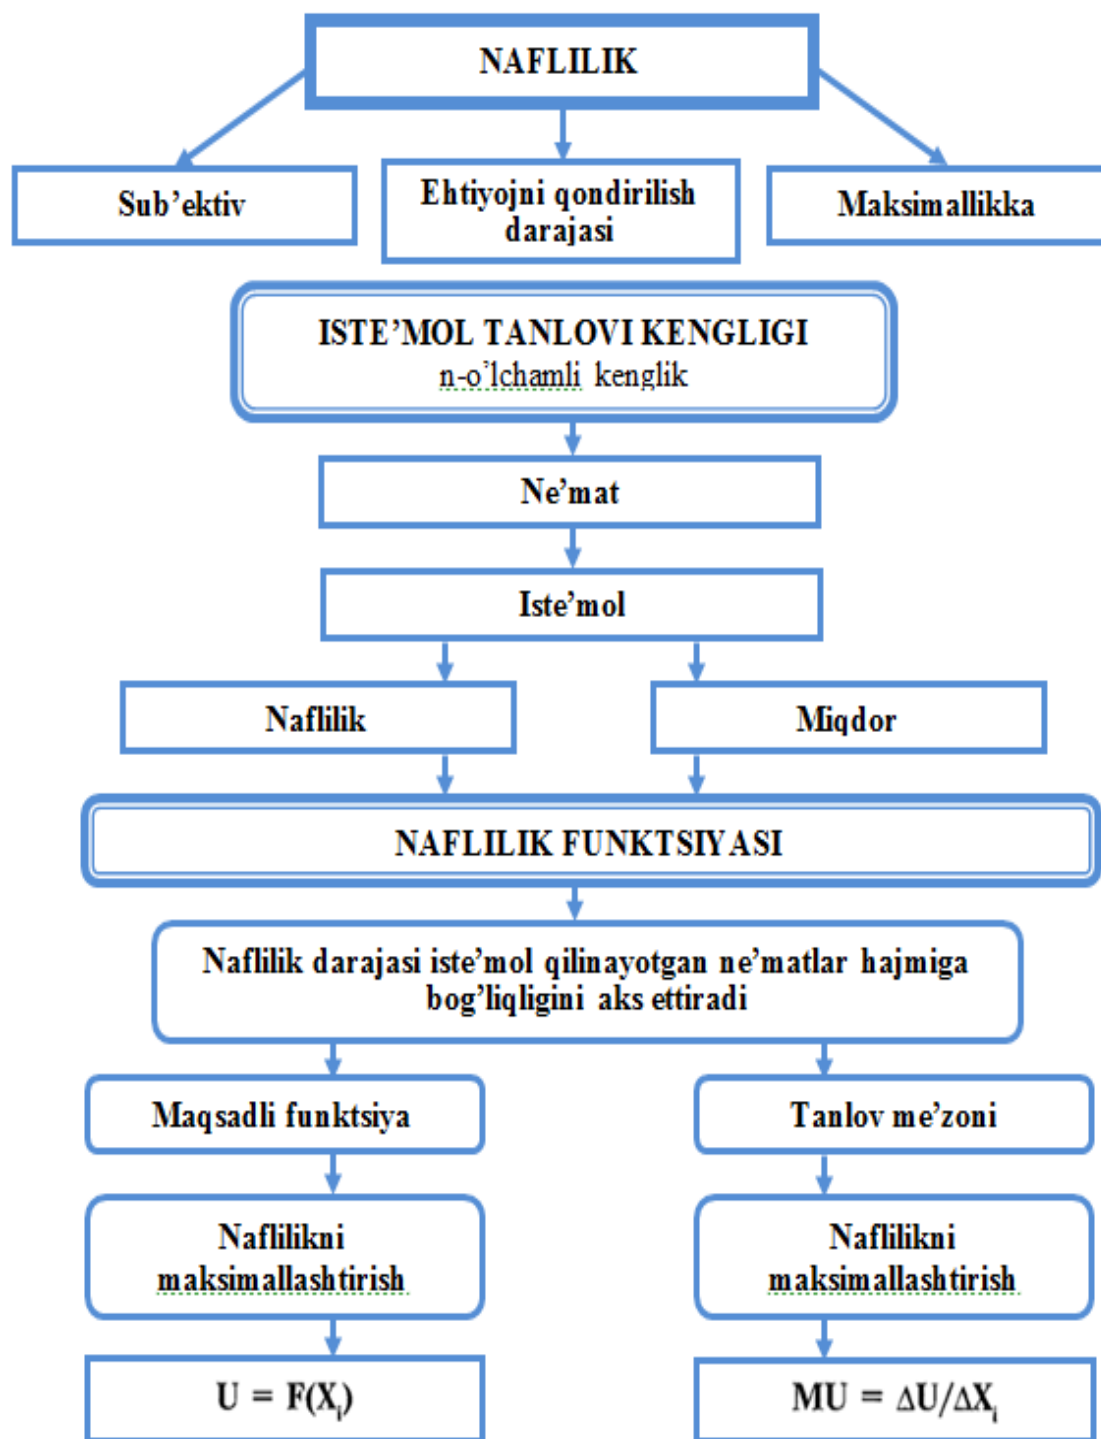 NAFLILIK
Sub’ektiv
Ehtiyojni qondirilish
darajasi
Maksimallikka
ISTE’MOL TANLOVI KENGLIGI
n-o’lchamli kenglik
Ne’mat
Iste’mol
Naflilik
Miqdor
NAFLILIK FUNKTSIYASI
Naflilik darajasi iste’mol qilinayotgan ne’matlar hajmiga
bog’liqligini aks ettiradi
Maqsadli funktsiya
Tanlov me’zoni
Naflilikni
maksimallashtirish
Naflilikni
maksimallashtirish
U = F(Xᵢ)
MU = ΔU/ΔXᵢ